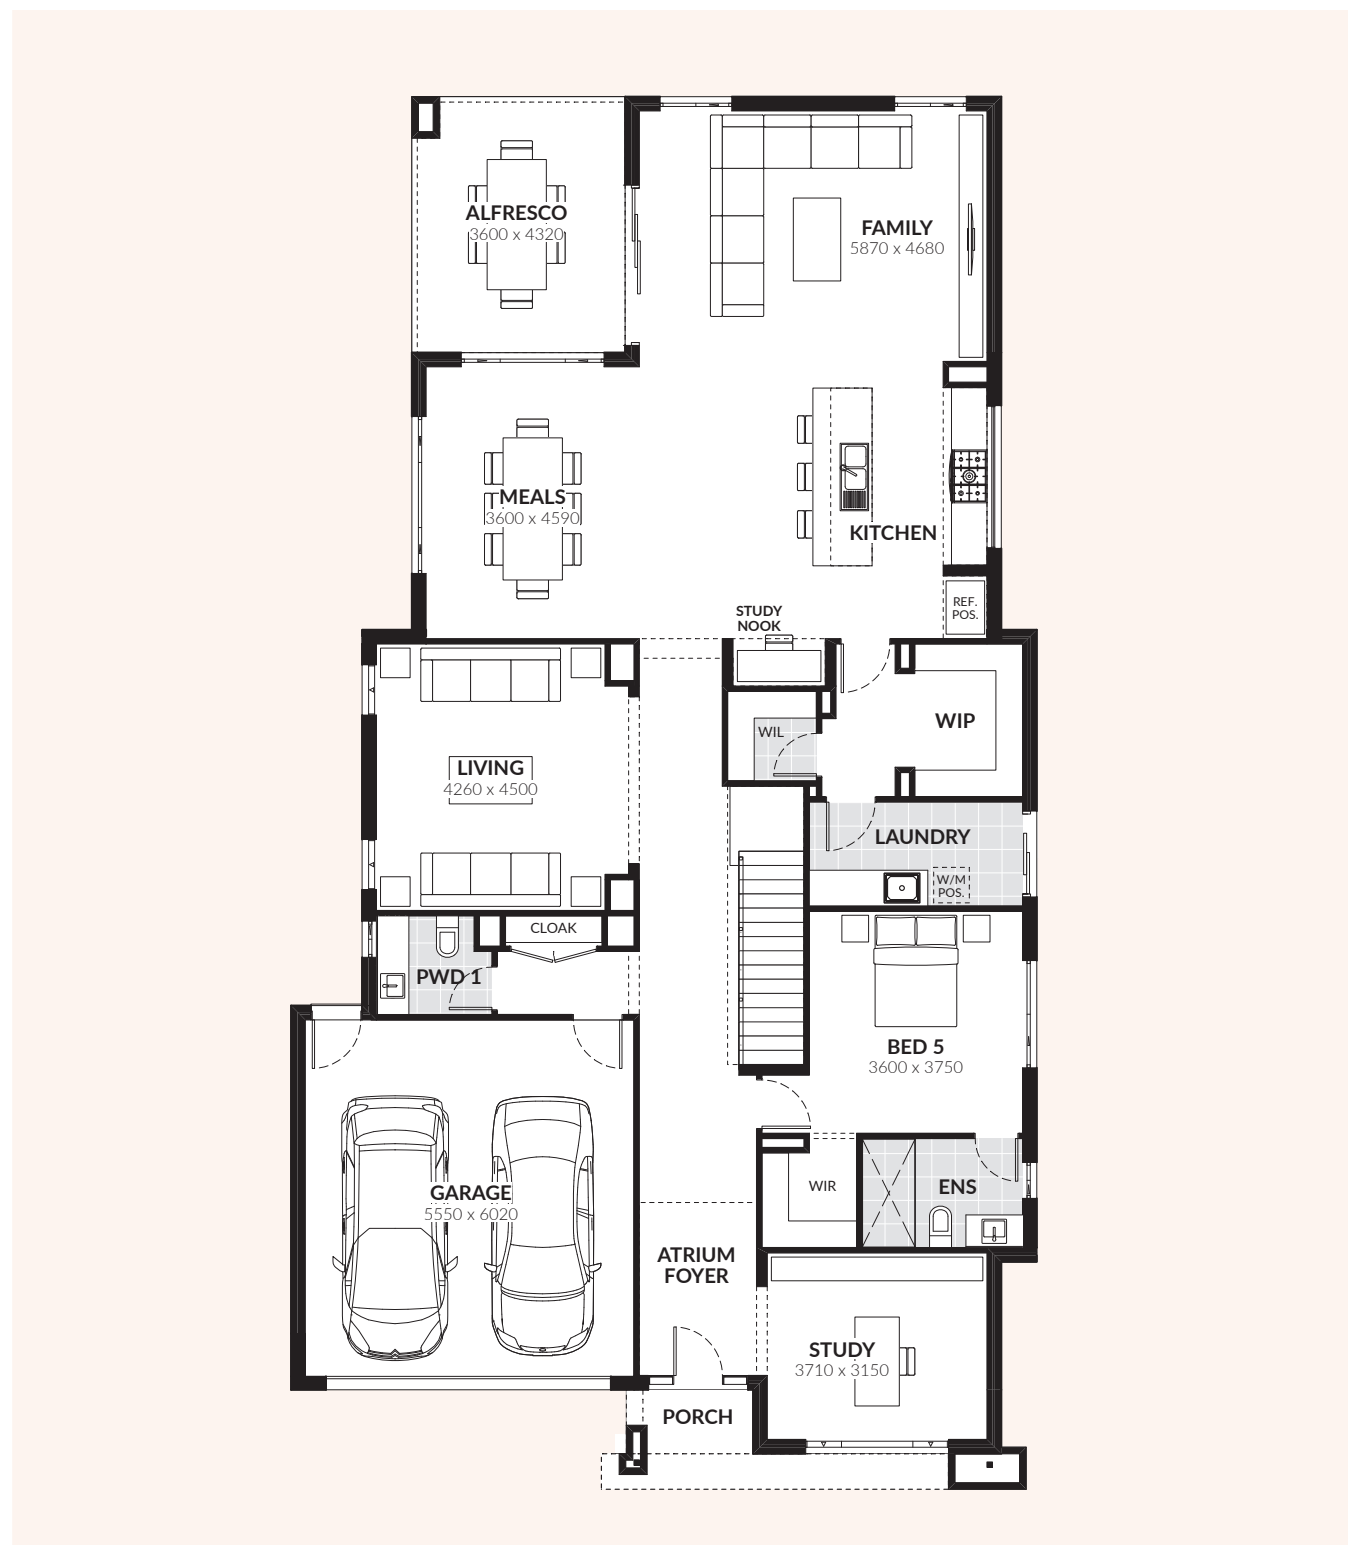 ALFRESCO
3600 x 4320
FAMILY
5870 x 4680
MEALS
3600 x 4590
KITCHEN
REF.
POS.
STUDY
NOOK
WIP
WIL
LIVING
4260 x 4500
LAUNDRY
W/M
POS.
CLOAK
PWD 1
BED 5
3600 x 3750
GARAGE
5550 x 6020
WIR
ENS
ATRIUM
FOYER
STUDY
3710 x 3150
PORCH